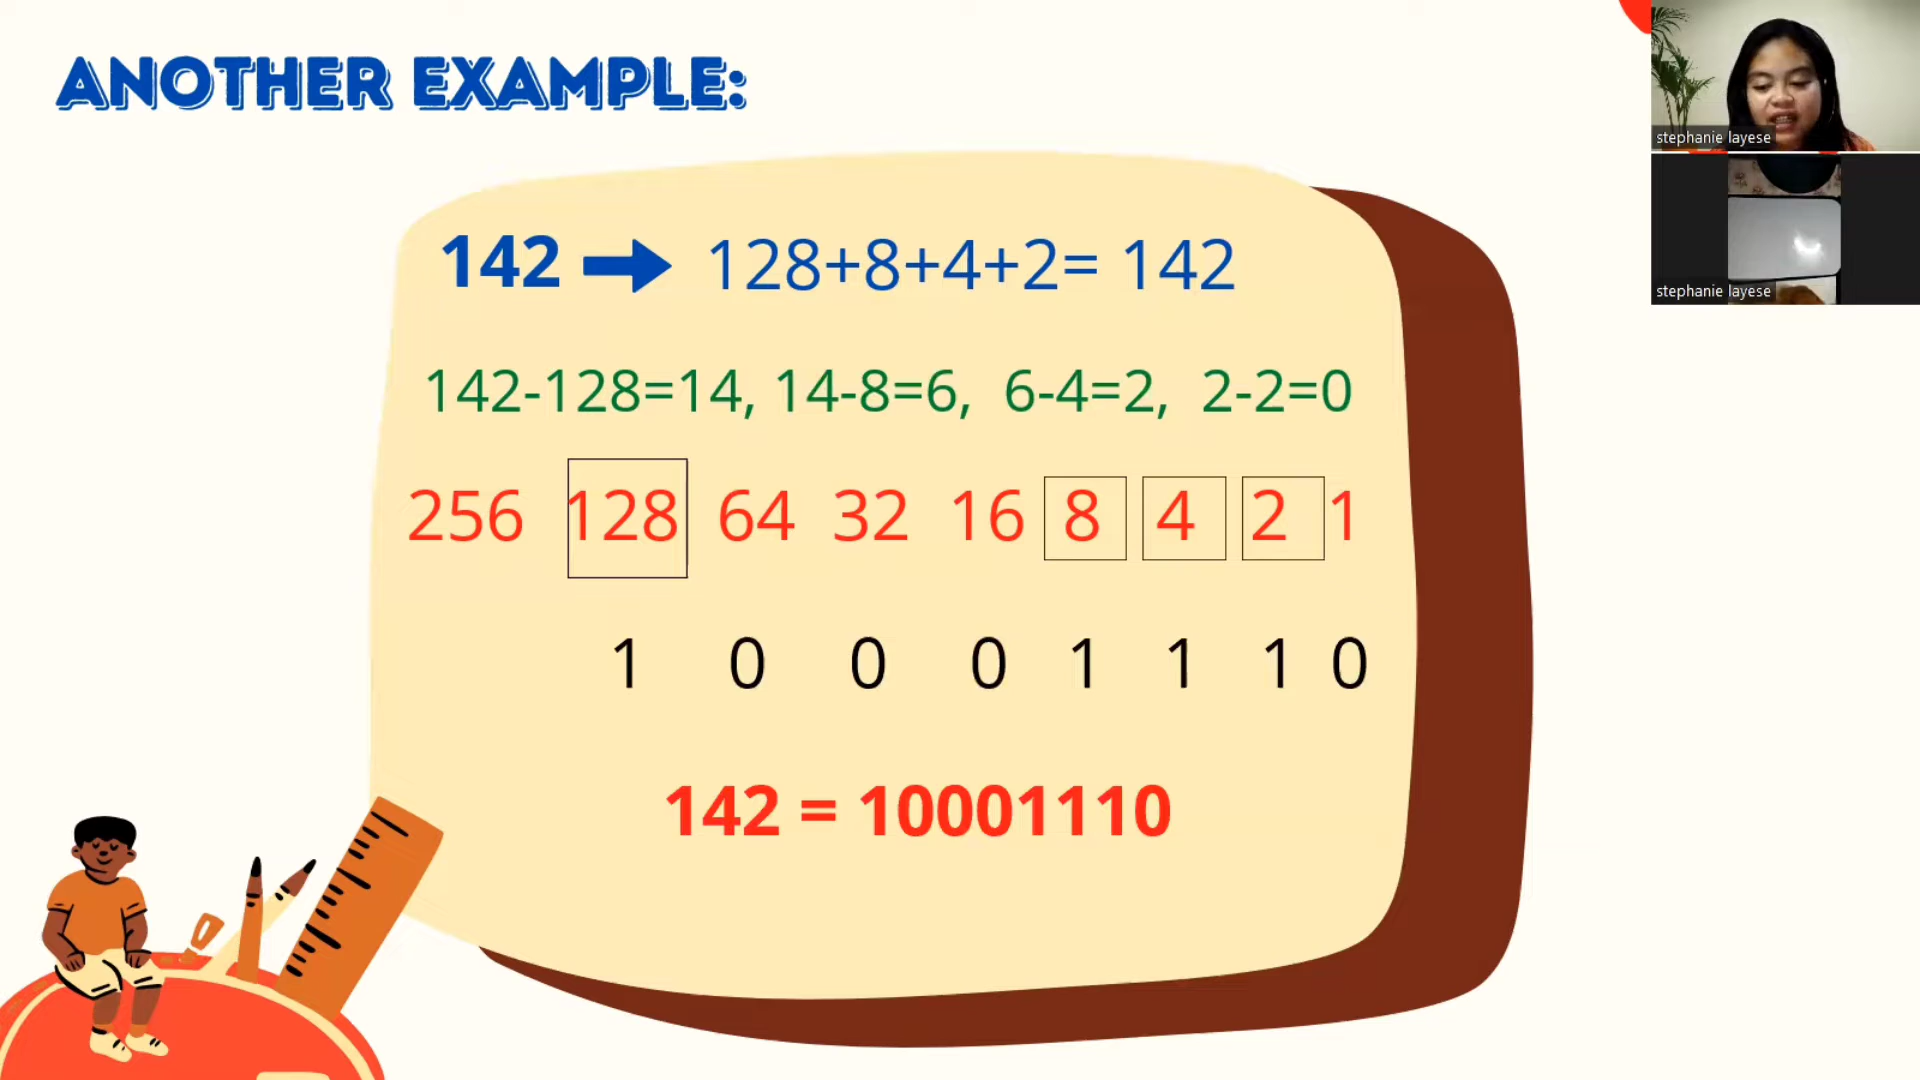 ANOTHER EXAMPLE:
stephanie layese
stephanie layese
142 128+8+4+2= 142
142-128=14, 14-8=6, 6-4=2, 2-2=0
256 128 64 32 16 8 4 2 1
1 0 0 0 1 1 1 0
142 = 10001110